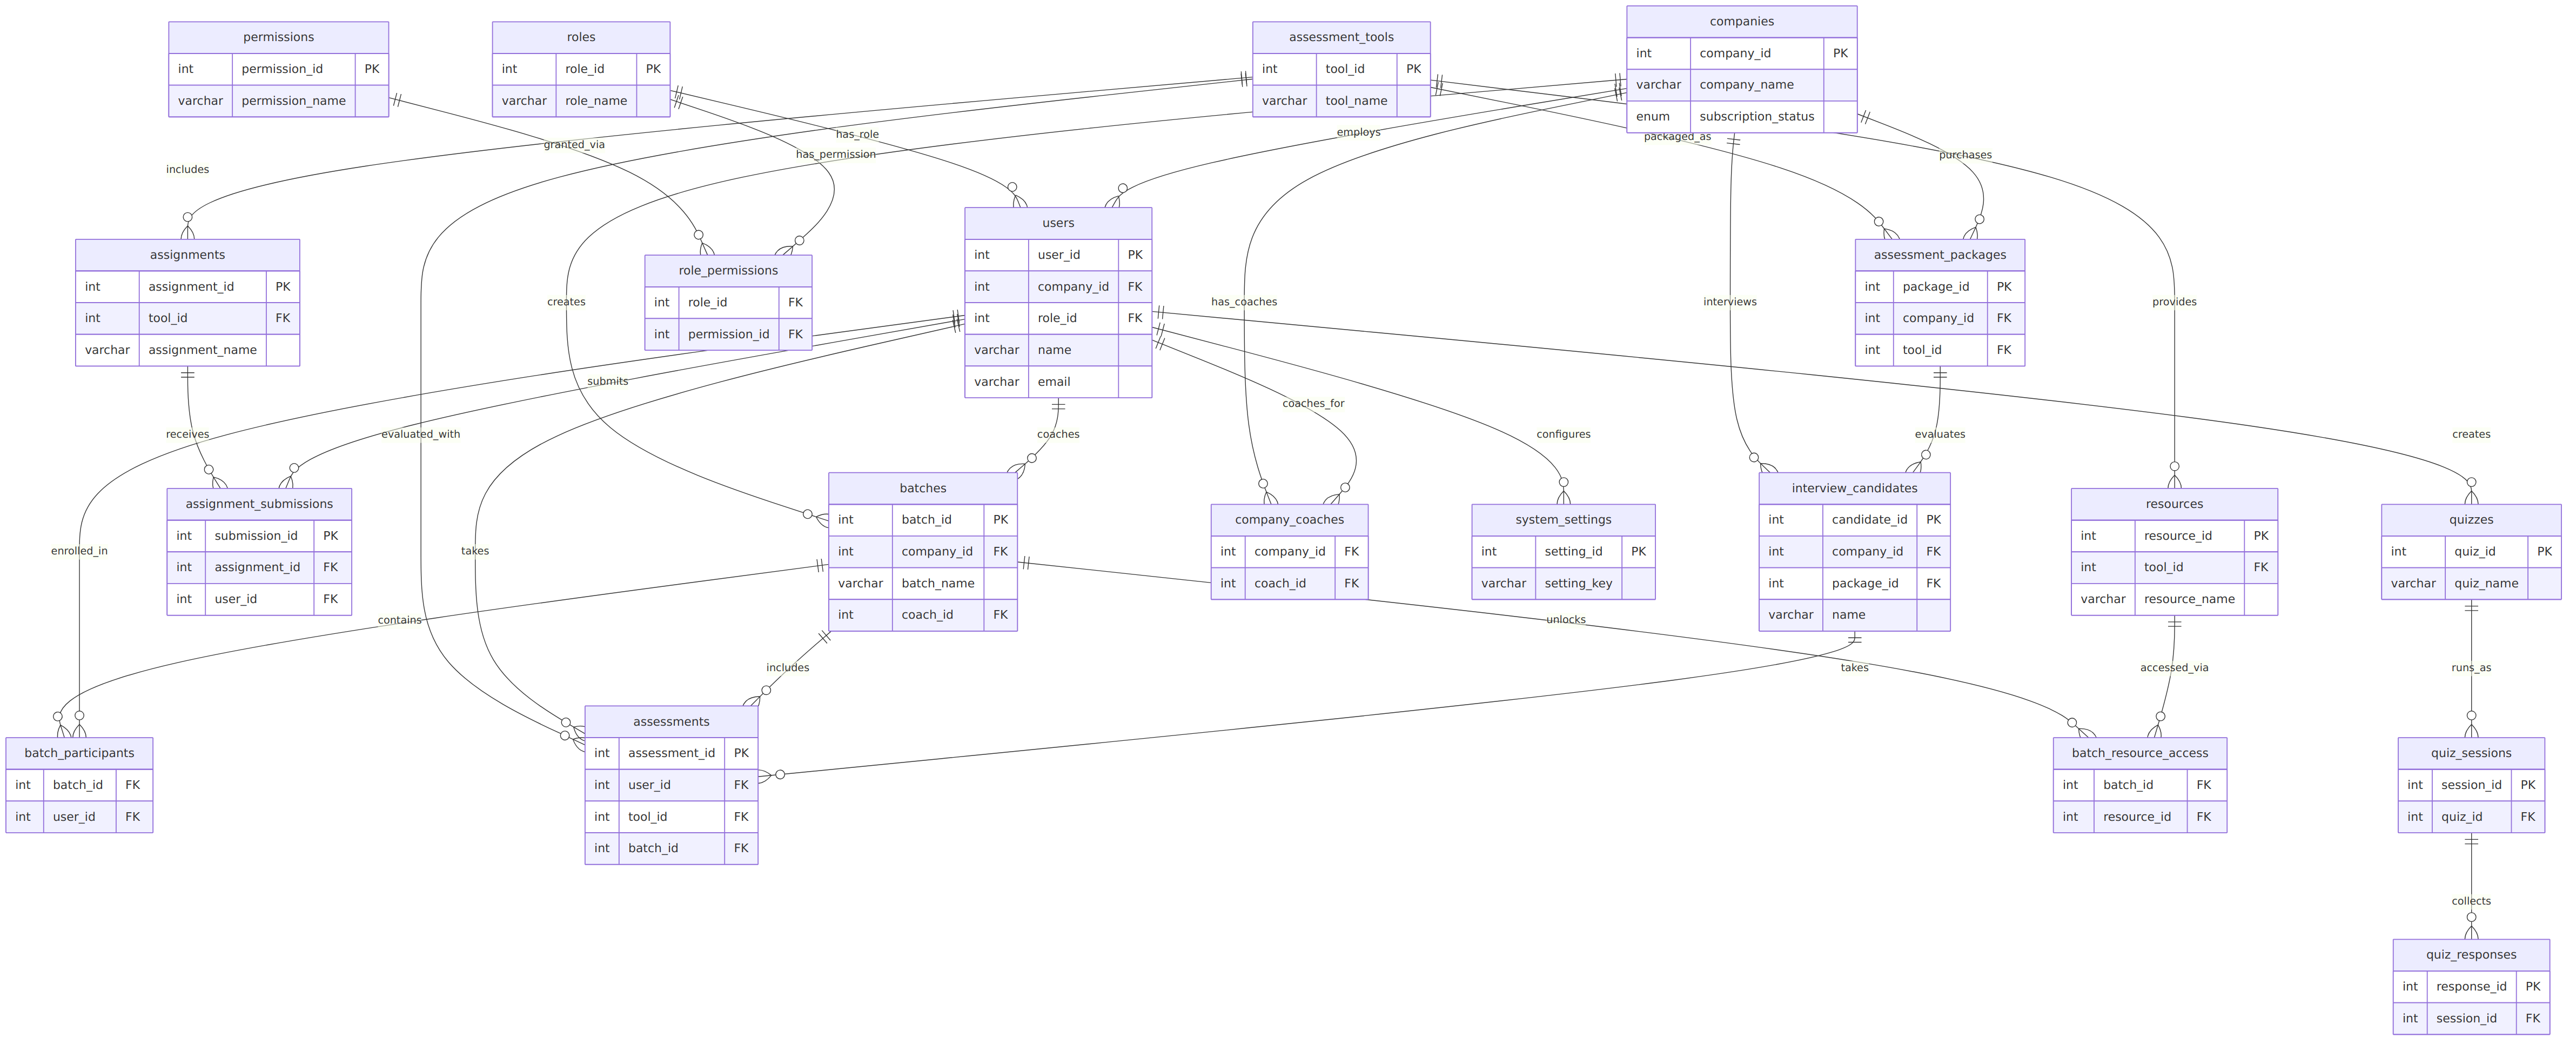 permissions
int permission_id PK
varchar permission_name
roles
int role_id PK
varchar role_name
assessment_tools
int tool_id PK
varchar tool_name
companies
int company_id PK
varchar company_name
enum subscription_status
has_role
employs
packaged_as
granted_via
has_permission
purchases
includes
users
int user_id PK
int company_id FK
int role_id FK
varchar name
varchar email
assignments
int assignment_id PK
int tool_id FK
varchar assignment_name
role_permissions
int role_id FK
int permission_id FK
assessment_packages
int package_id PK
int company_id FK
int tool_id FK
creates
has_coaches
interviews
provides
submits
coaches_for
receives
evaluated_with
coaches
configures
evaluates
creates
assignment_submissions
int submission_id PK
int assignment_id FK
int user_id FK
batches
int batch_id PK
int company_id FK
varchar batch_name
int coach_id FK
company_coaches
int company_id FK
int coach_id FK
system_settings
int setting_id PK
varchar setting_key
interview_candidates
int candidate_id PK
int company_id FK
int package_id FK
varchar name
resources
int resource_id PK
int tool_id FK
varchar resource_name
quizzes
int quiz_id PK
varchar quiz_name
enrolled_in
takes
contains
unlocks
includes
takes
accessed_via
runs_as
batch_participants
int batch_id FK
int user_id FK
assessments
int assessment_id PK
int user_id FK
int tool_id FK
int batch_id FK
batch_resource_access
int batch_id FK
int resource_id FK
quiz_sessions
int session_id PK
int quiz_id FK
collects
quiz_responses
int response_id PK
int session_id FK